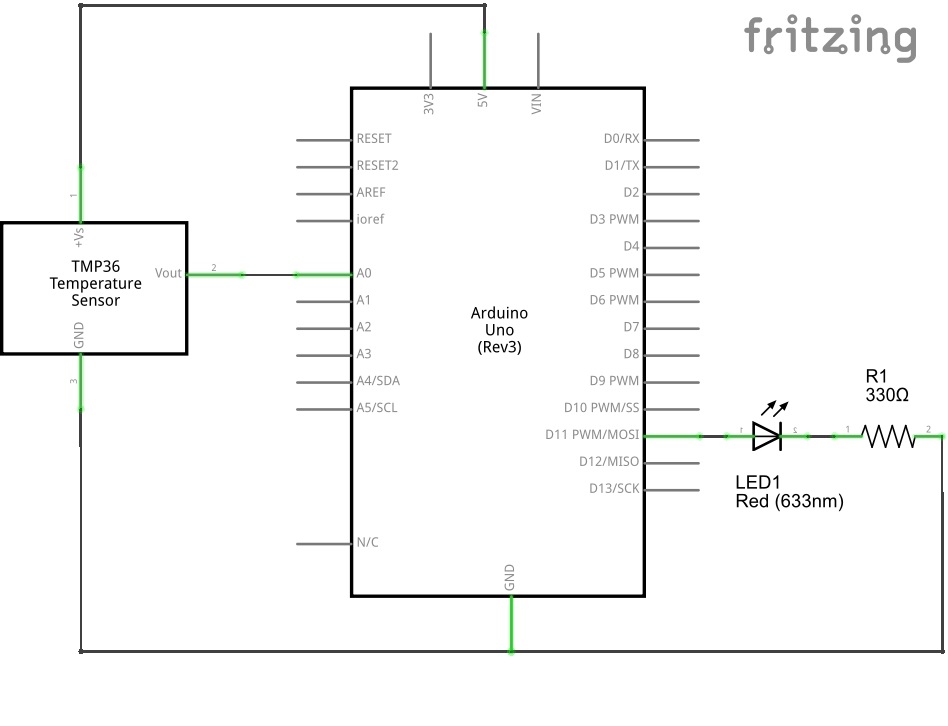 fritzing
3V3
5V
VIN
RESET
D0/RX
RESET2
D1/TX
AREF
D2
ioref
D3 PWM
D4
1
+Vs
TMP36
Temperature
Sensor
Vout
2
GND
3
A0
D5 PWM
A1
D6 PWM
A2
D7
A3
D8
A4/SDA
D9 PWM
A5/SCL
D10 PWM/SS
Arduino
Uno
(Rev3)
D11 PWM/MOSI
D12/MISO
D13/SCK
N/C
GND
R1
330Ω
1
2
1
2
LED1
Red (633nm)